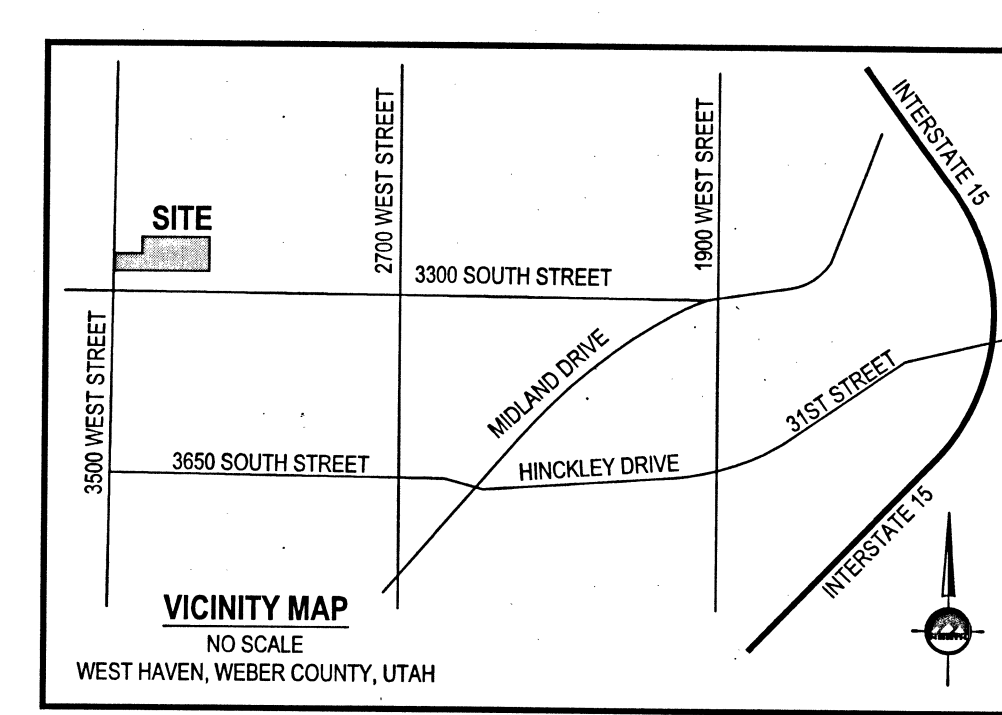 INTERSTATE 15
2700 WEST STREET
1900 WEST SREET
SITE
3300 SOUTH STREET
3500 WEST STREET
MIDLAND DRIVE
31ST STREET
3650 SOUTH STREET
HINCKLEY DRIVE
INTERSTATE 15
VICINITY MAP
NO SCALE
WEST HAVEN, WEBER COUNTY, UTAH